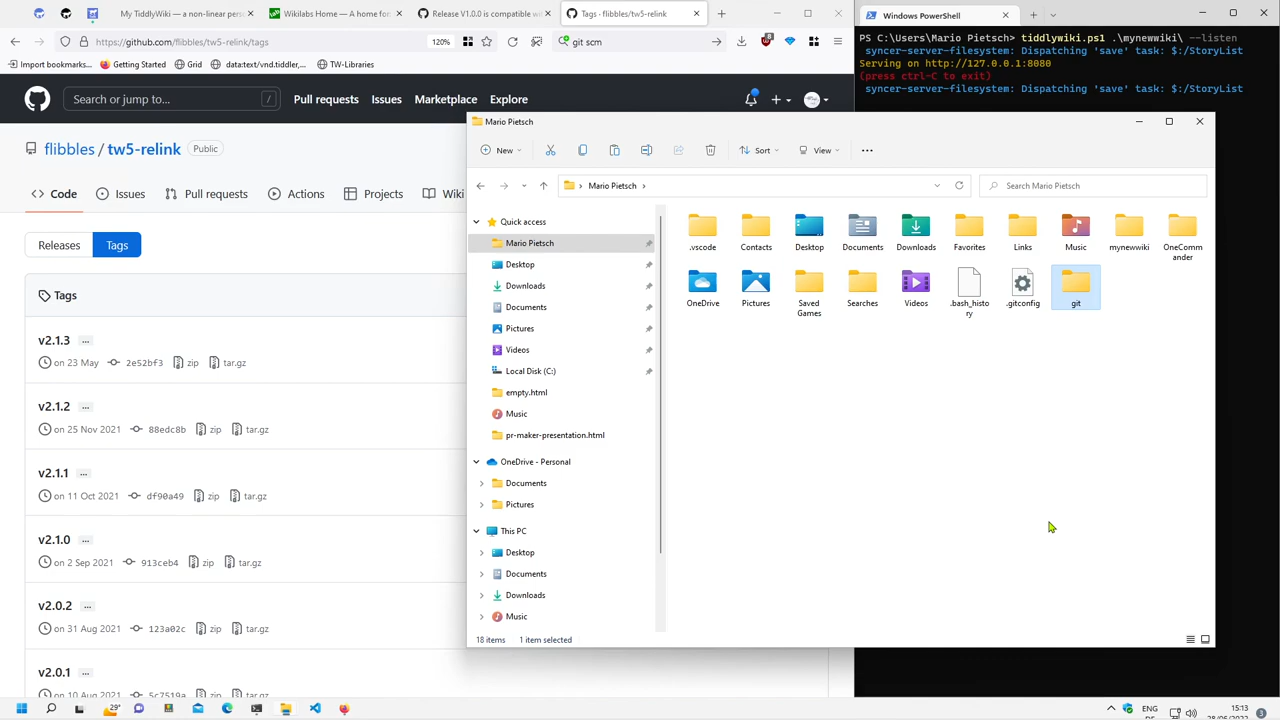 My TiddlyWiki — a non-linear pers
Wikilabs Home — A home for
Release V1.0.0 is compatible wi
Tags · flibbles/tw5-relink
https://github.com/flibbles/tw5-relink/tags
120%
git scm
Import bookmarks...
Getting Started
Grid
data:text/vnd.tiddler,...
TW-Libraries
Search or jump to...
/
Pull requests
Issues
Marketplace
Explore
flibbles / tw5-relink
Public
Code
Issues
Pull requests
Actions
Projects
Wiki
Releases
Tags
Tags
v2.1.3
...
on 23 May
2e52bf3
zip
tar.gz
v2.1.2
...
on 25 Nov 2021
88edc8b
zip
tar.gz
v2.1.1
...
on 11 Oct 2021
df90a49
zip
tar.gz
v2.1.0
...
on 2 Sep 2021
913ceb4
zip
tar.gz
v2.0.2
...
on 31 Aug 2021
123a02c
zip
tar.gz
v2.0.1
...
on 10 Aug 2021
5c7519a
zip
tar.gz
Windows PowerShell
PS C:\Users\Mario Pietsch> tiddlywiki.ps1 .\mynewwiki\ --listen
syncer-server-filesystem: Dispatching 'save' task: $:/StoryList
Serving on http://127.0.0.1:8080
(press ctrl-C to exit)
syncer-server-filesystem: Dispatching 'save' task: $:/StoryList
Mario Pietsch
New
Sort
View
Mario Pietsch
Search Mario Pietsch
Quick access
Mario Pietsch
Desktop
Downloads
Documents
Pictures
Videos
Local Disk (C:)
empty.html
Music
pr-maker-presentation.html
OneDrive - Personal
Documents
Pictures
This PC
Desktop
Documents
Downloads
Music
.vscode
Contacts
Desktop
Documents
Downloads
Favorites
Links
Music
mynewwiki
OneCommander
OneDrive
Pictures
Saved Games
Searches
Videos
.bash_history
.gitconfig
git
18 items
1 item selected
29°
ENG
15:13